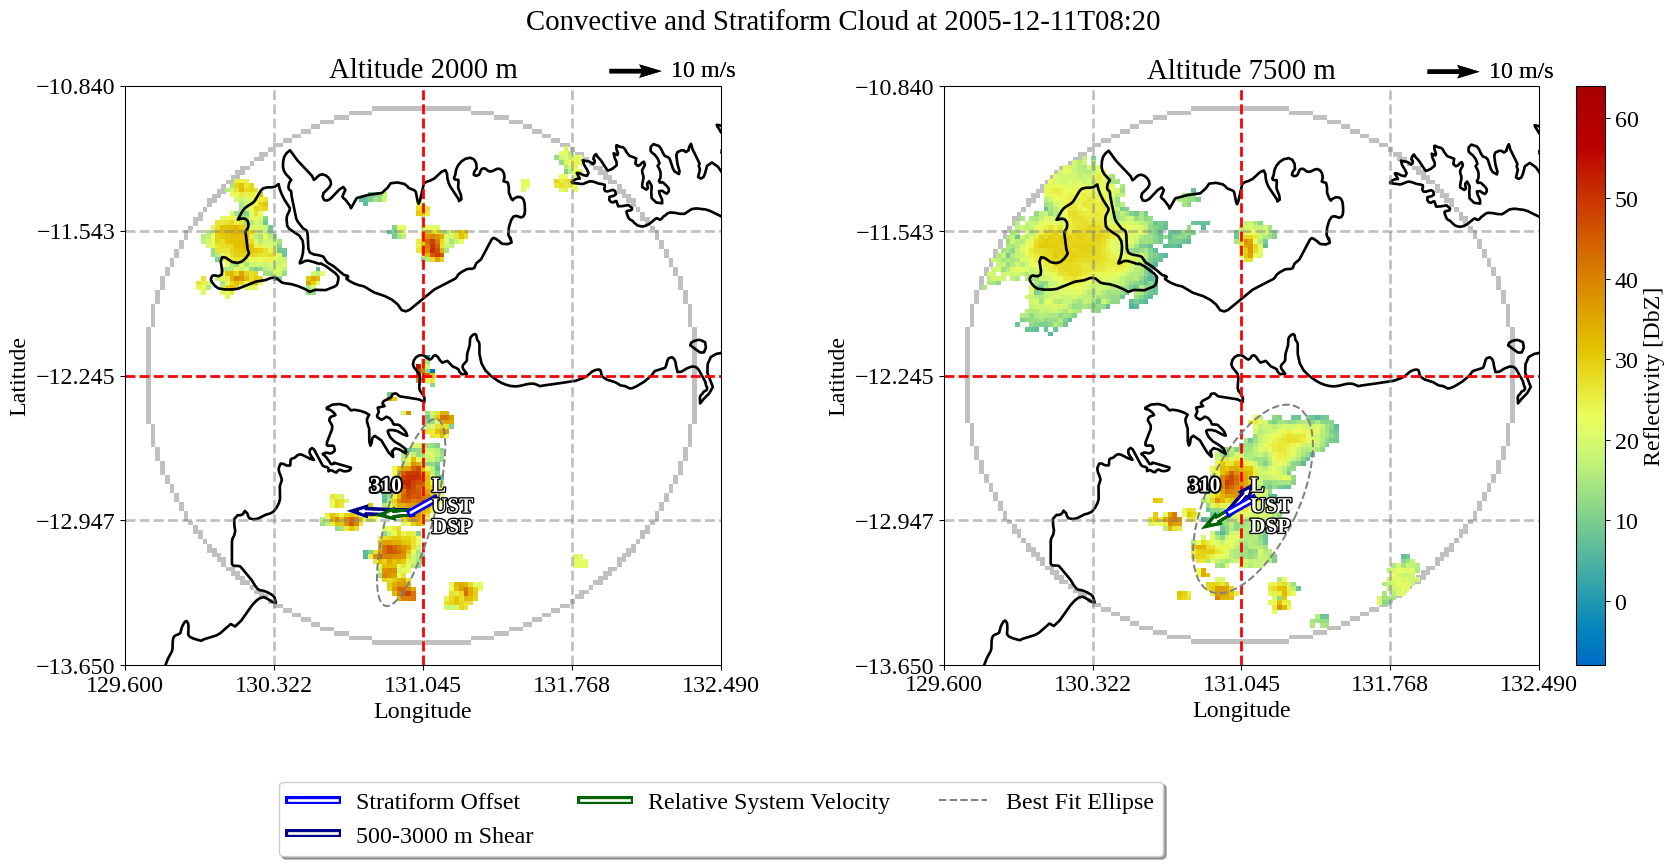 Convective and Stratiform Cloud at 2005-12-11T08:20
Altitude 2000 m
10 m/s
Altitude 7500 m
10 m/s
−10.840
−11.543
−12.245
−12.947
−13.650
Latitude
310
L
UST
DSP
129.600
130.322
131.045
131.768
132.490
Longitude
−10.840
−11.543
−12.245
−12.947
−13.650
Latitude
310
L
UST
DSP
129.600
130.322
131.045
131.768
132.490
Longitude
60
50
40
30
20
10
0
Reflectivity [DbZ]
Stratiform Offset
Relative System Velocity
Best Fit Ellipse
500-3000 m Shear